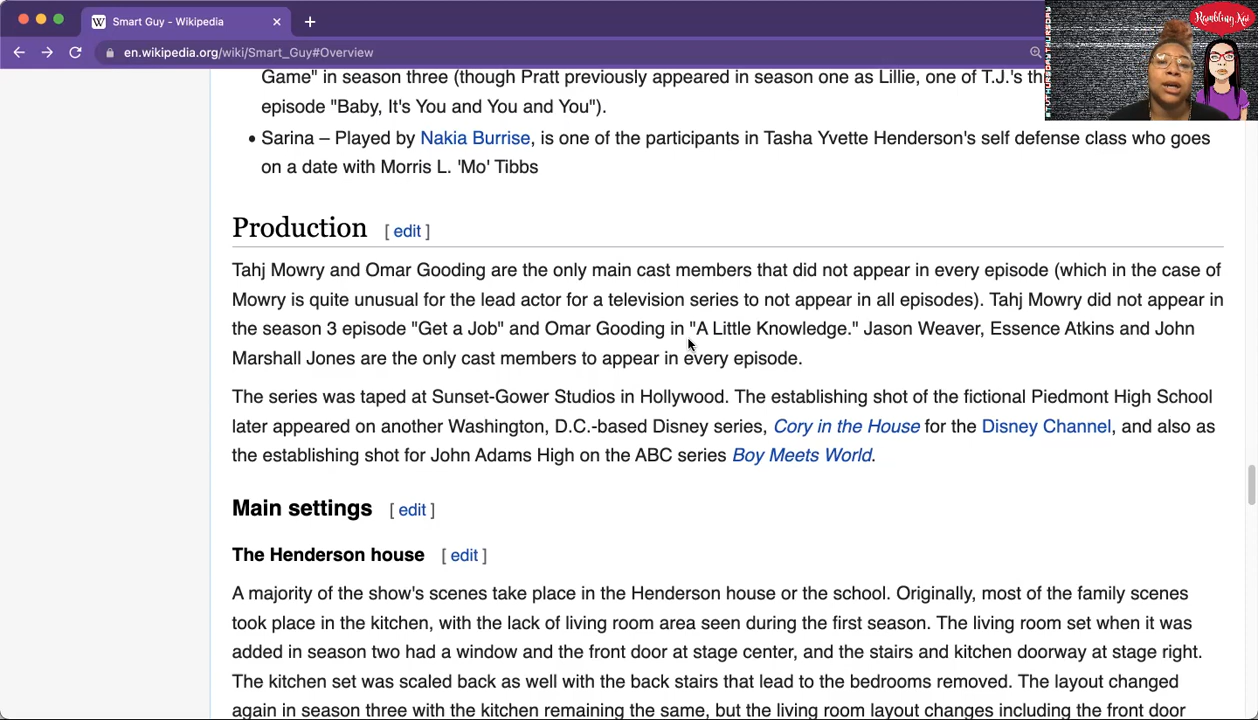 Smart Guy - Wikipedia
en.wikipedia.org/wiki/Smart_Guy#Overview
Rambling Kai
THURSDAY
Game" in season three (though Pratt previously appeared in season one as Lillie, one of T.J.'s th
episode "Baby, It's You and You and You").
• Sarina – Played by Nakia Burrise, is one of the participants in Tasha Yvette Henderson's self defense class who goes
on a date with Morris L. 'Mo' Tibbs
Production [ edit ]
Tahj Mowry and Omar Gooding are the only main cast members that did not appear in every episode (which in the case of
Mowry is quite unusual for the lead actor for a television series to not appear in all episodes). Tahj Mowry did not appear in
the season 3 episode "Get a Job" and Omar Gooding in "A Little Knowledge." Jason Weaver, Essence Atkins and John
Marshall Jones are the only cast members to appear in every episode.
The series was taped at Sunset-Gower Studios in Hollywood. The establishing shot of the fictional Piedmont High School
later appeared on another Washington, D.C.-based Disney series, Cory in the House for the Disney Channel, and also as
the establishing shot for John Adams High on the ABC series Boy Meets World.
Main settings [ edit ]
The Henderson house [ edit ]
A majority of the show's scenes take place in the Henderson house or the school. Originally, most of the family scenes
took place in the kitchen, with the lack of living room area seen during the first season. The living room set when it was
added in season two had a window and the front door at stage center, and the stairs and kitchen doorway at stage right.
The kitchen set was scaled back as well with the back stairs that lead to the bedrooms removed. The layout changed
again in season three with the kitchen remaining the same, but the living room layout changes including the front door